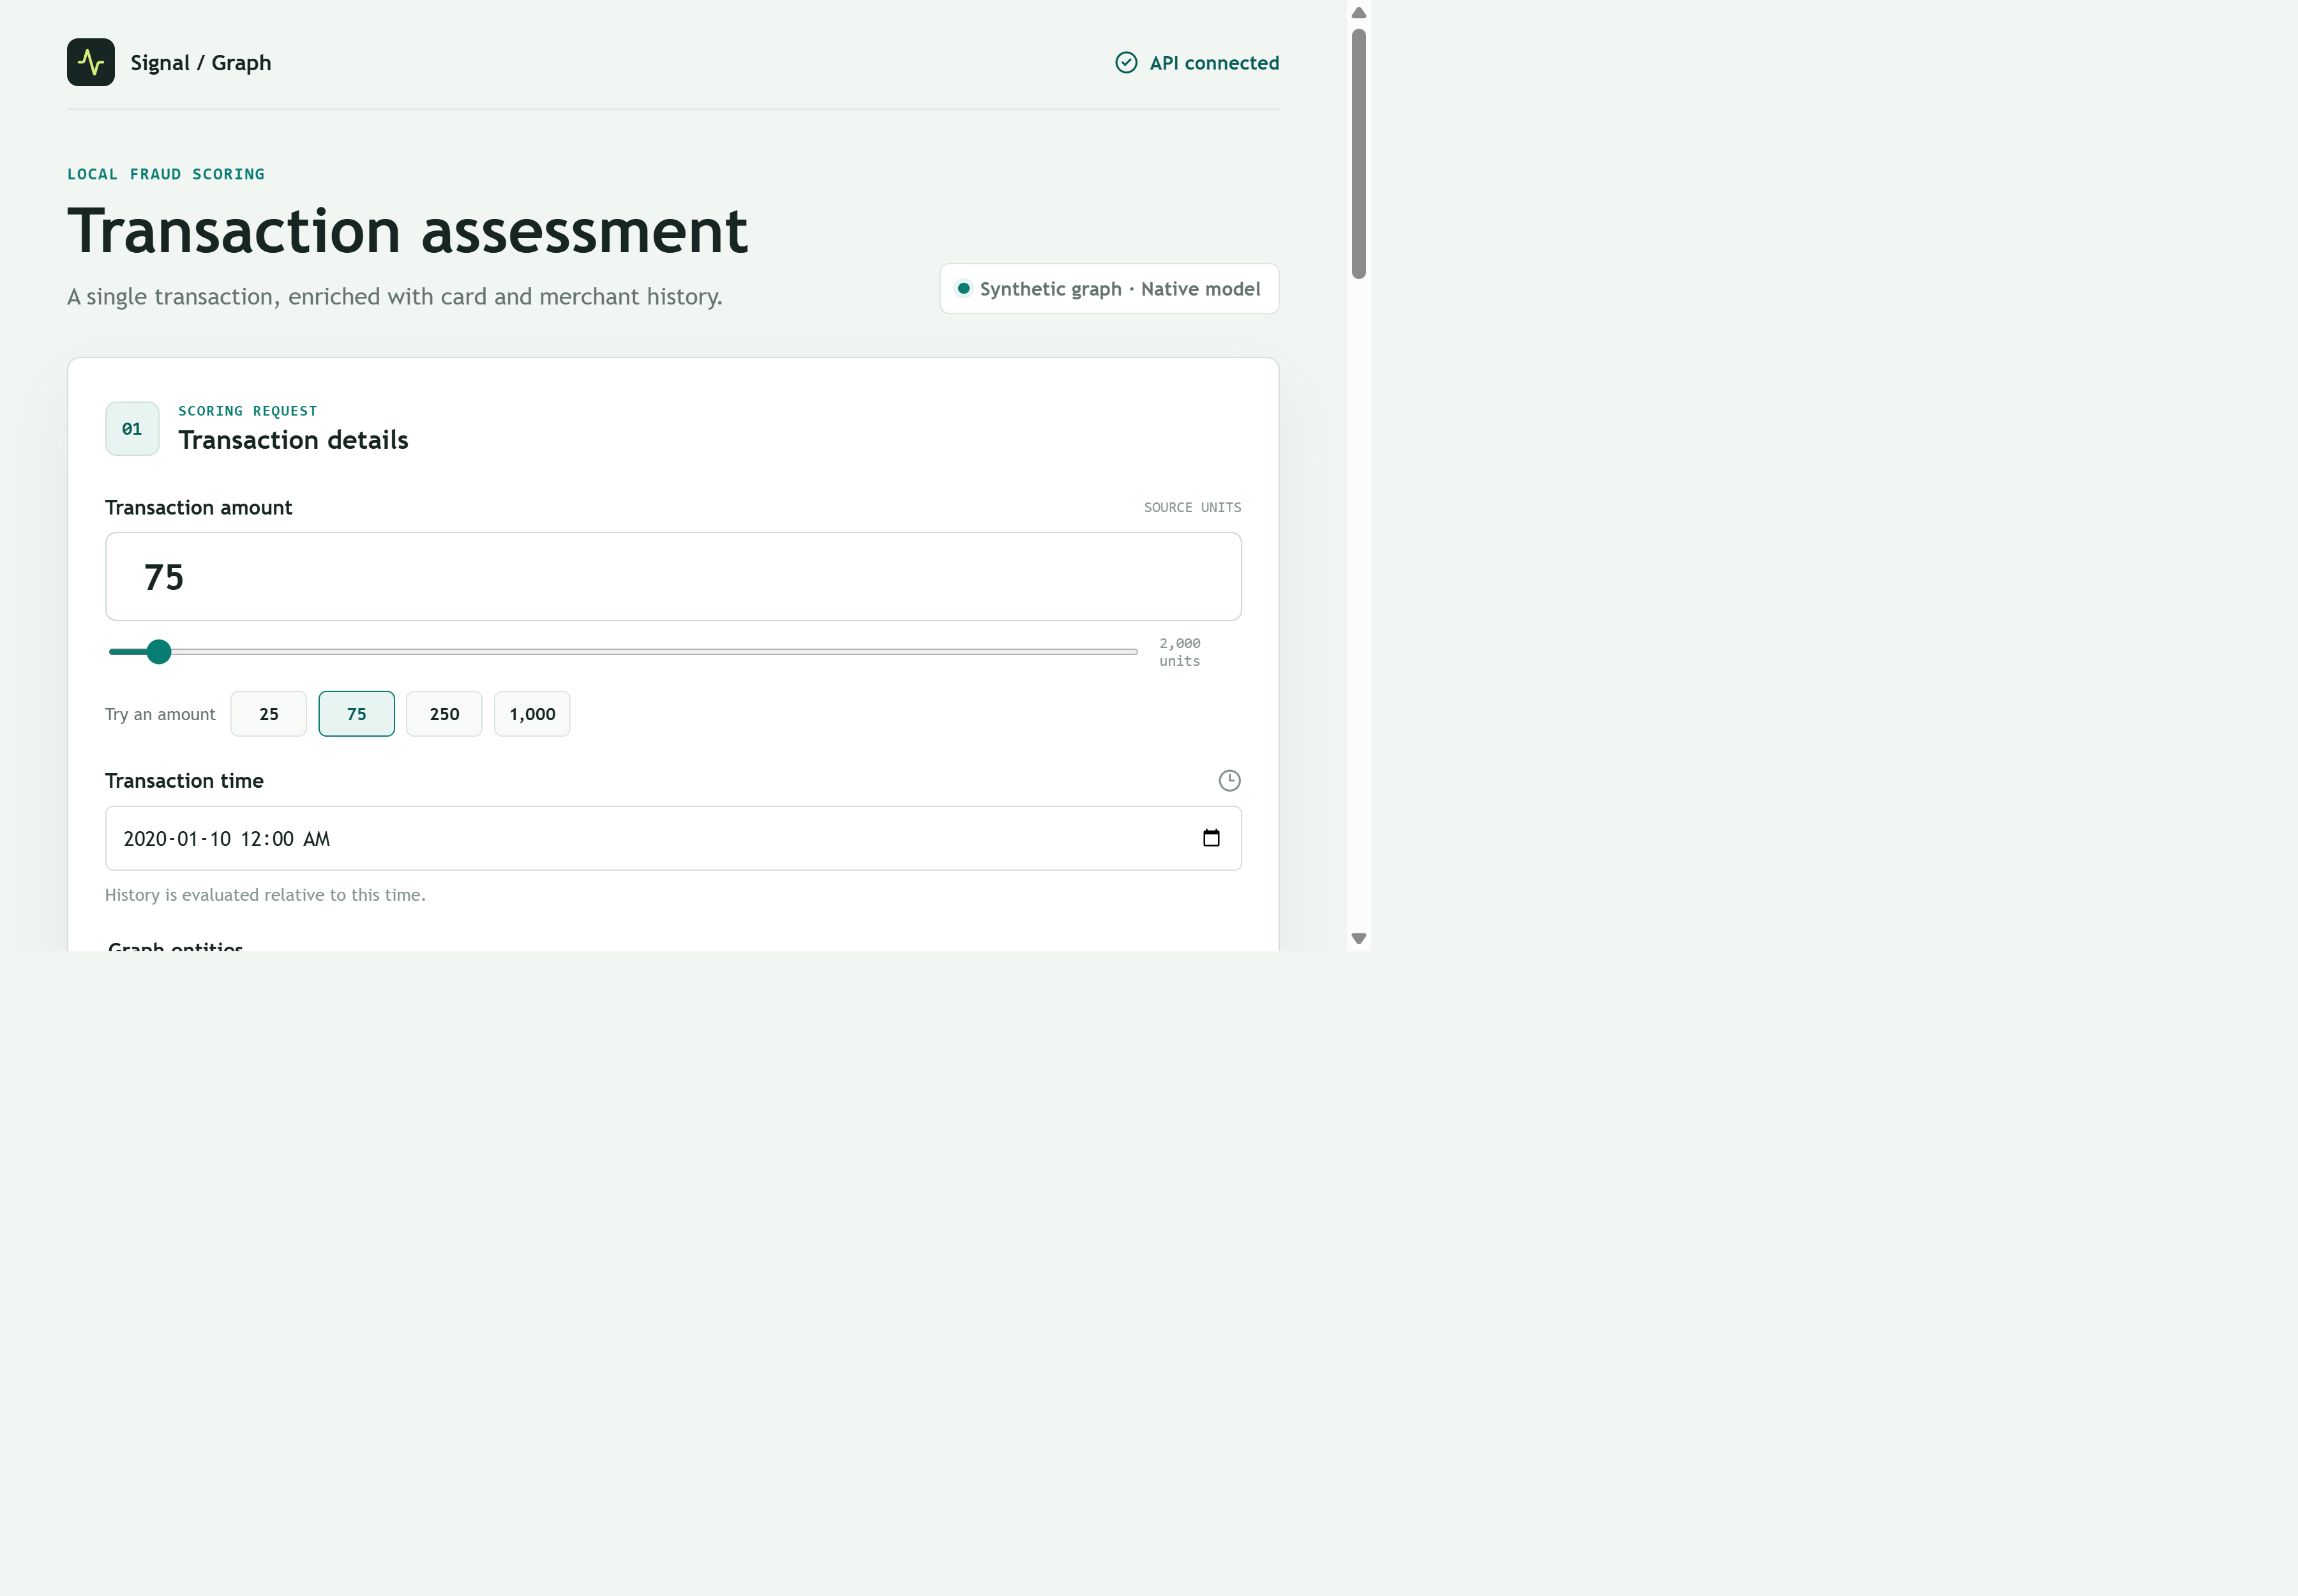 Signal / Graph
API connected
LOCAL FRAUD SCORING
Transaction assessment
A single transaction, enriched with card and merchant history.
Synthetic graph · Native model
01
SCORING REQUEST
Transaction details
Transaction amount
SOURCE UNITS
75
2,000
units
Try an amount
25
75
250
1,000
Transaction time
2020-01-10 12:00 AM
History is evaluated relative to this time.
Graph entities